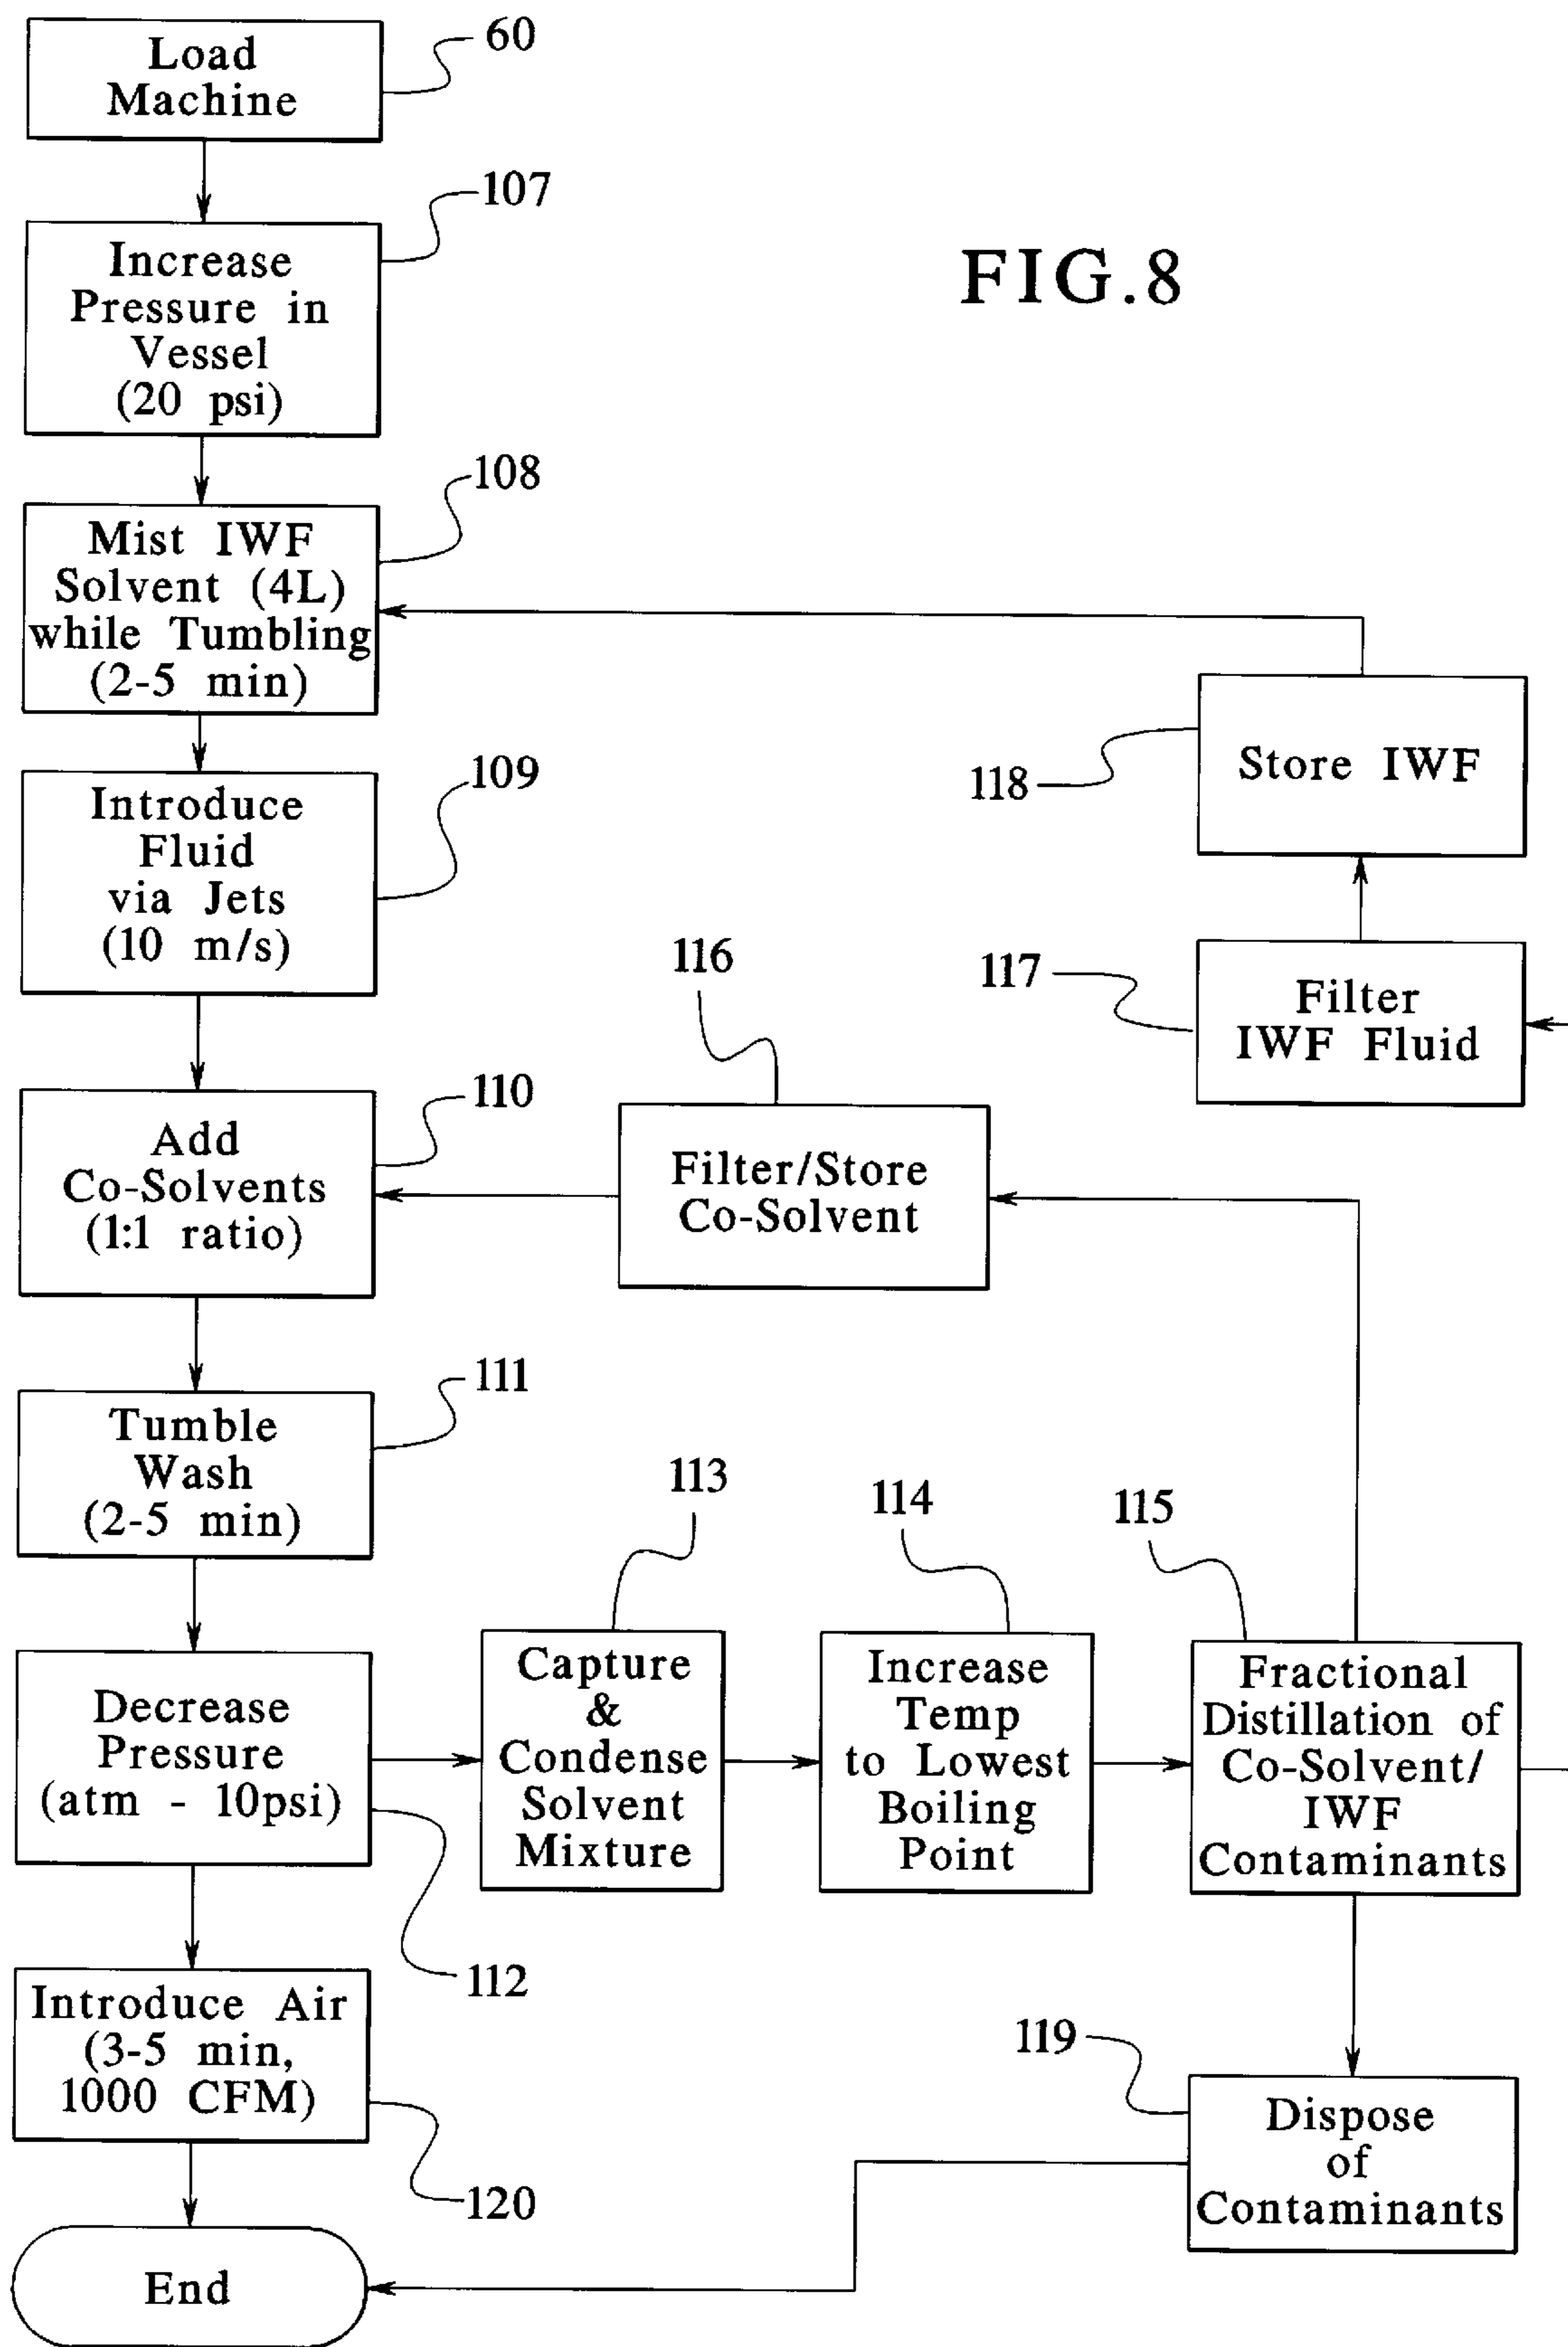 Load
Machine
60
107
Increase
Pressure in
Vessel
(20 psi)
FIG.8
108
Mist IWF
Solvent (4L)
while Tumbling
(2-5 min)
109
Introduce
Fluid
via Jets
(10 m/s)
118
Store IWF
117
Filter
IWF Fluid
116
Filter/Store
Co-Solvent
110
Add
Co-Solvents
(1:1 ratio)
111
Tumble
Wash
(2-5 min)
Decrease
Pressure
(atm - 10psi)
112
113
Capture
&
Condense
Solvent
Mixture
114
Increase
Temp
to Lowest
Boiling
Point
115
Fractional
Distillation of
Co-Solvent/
IWF
Contaminants
Introduce Air
(3-5 min,
1000 CFM)
120
119
Dispose
of
Contaminants
End